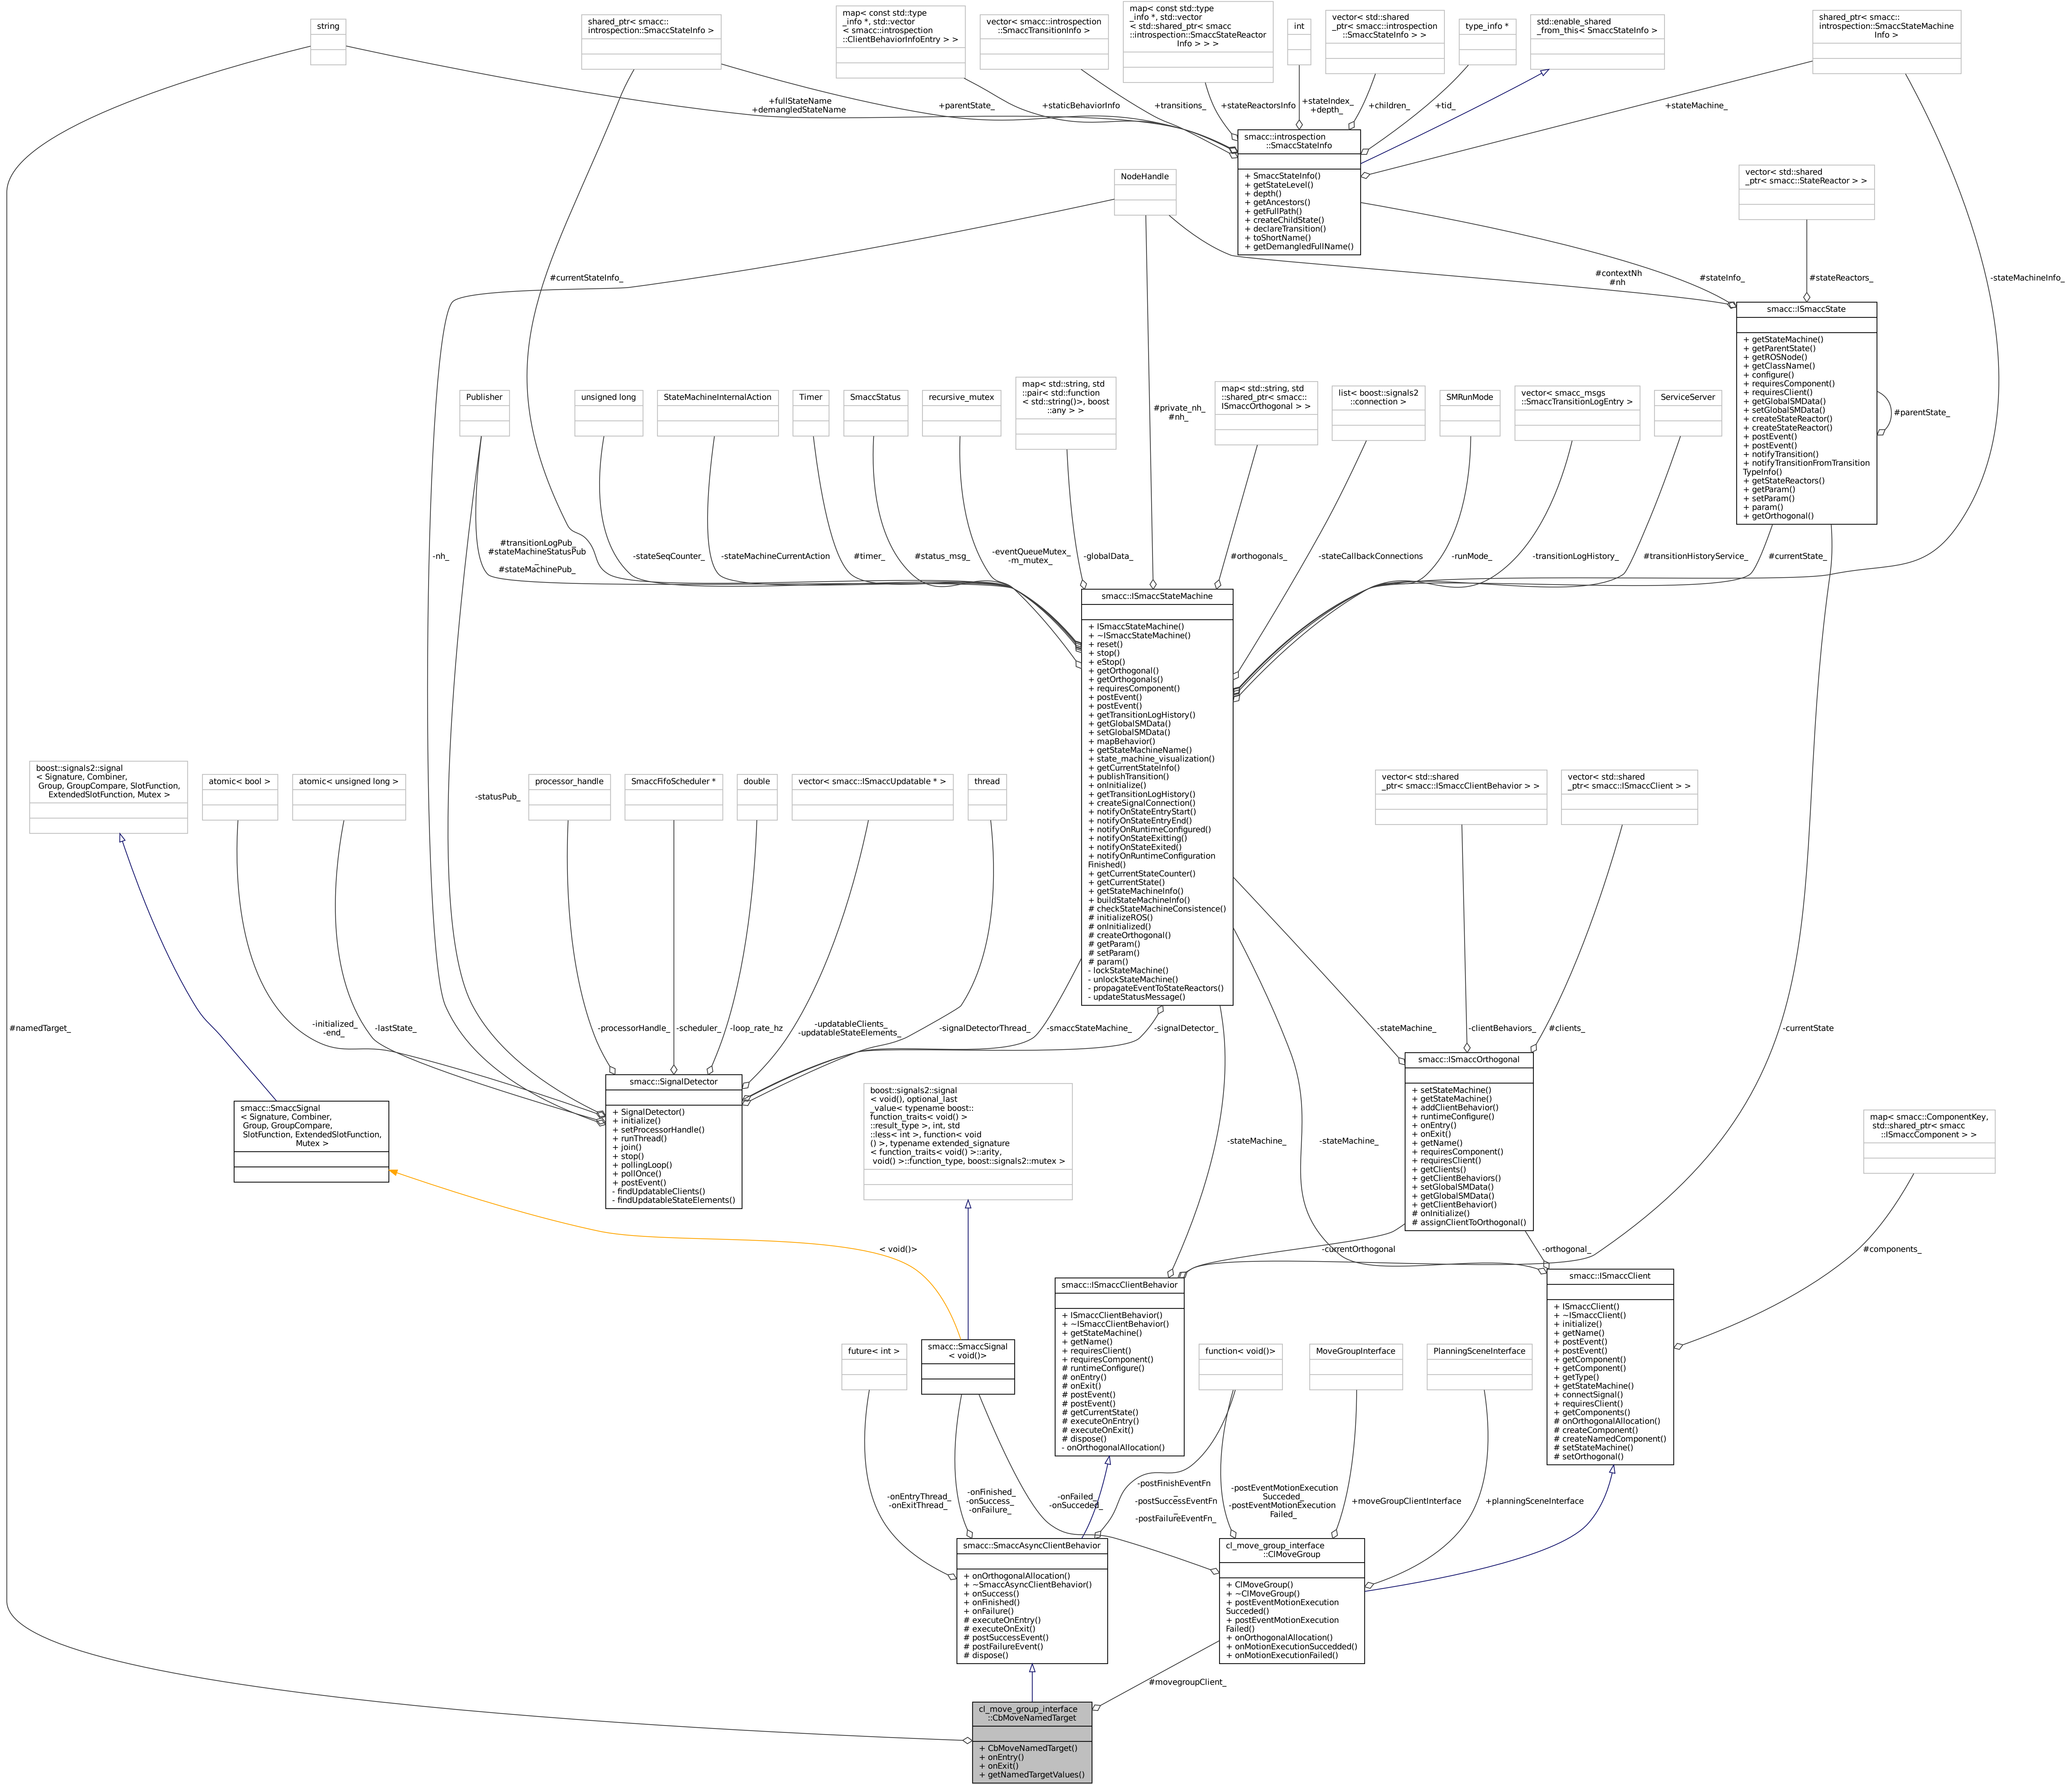 string
shared_ptr< smacc::
introspection::SmaccStateInfo >
map< const std::type
_info *, std::vector
< smacc::introspection
::ClientBehaviorInfoEntry > >
vector< smacc::introspection
::SmaccTransitionInfo >
map< const std::type
_info *, std::vector
< std::shared_ptr< smacc
::introspection::SmaccStateReactor
Info > > >
int
vector< std::shared
_ptr< smacc::introspection
::SmaccStateInfo > >
type_info *
std::enable_shared
_from_this< SmaccStateInfo >
shared_ptr< smacc::
introspection::SmaccStateMachine
Info >
+fullStateName
+demangledStateName
+parentState_
+staticBehaviorInfo
+transitions_
+stateReactorsInfo
+stateIndex_
+depth_
+children_
+tid_
+stateMachine_
smacc::introspection
::SmaccStateInfo
+ SmaccStateInfo()
+ getStateLevel()
+ depth()
+ getAncestors()
+ getFullPath()
+ createChildState()
+ declareTransition()
+ toShortName()
+ getDemangledFullName()
NodeHandle
vector< std::shared
_ptr< smacc::StateReactor > >
#currentStateInfo_
#contextNh
#nh
#stateInfo_
#stateReactors_
-stateMachineInfo_
smacc::ISmaccState
+ getStateMachine()
+ getParentState()
+ getROSNode()
+ getClassName()
+ configure()
+ requiresComponent()
+ requiresClient()
+ getGlobalSMData()
+ setGlobalSMData()
+ createStateReactor()
+ createStateReactor()
+ postEvent()
+ postEvent()
+ notifyTransition()
+ notifyTransitionFromTransition
TypeInfo()
+ getStateReactors()
+ getParam()
+ setParam()
+ param()
+ getOrthogonal()
#parentState_
Publisher
unsigned long
StateMachineInternalAction
Timer
SmaccStatus
recursive_mutex
map< std::string, std
::pair< std::function
< std::string()>, boost
::any > >
#private_nh_
#nh_
map< std::string, std
::shared_ptr< smacc::
ISmaccOrthogonal > >
list< boost::signals2
::connection >
SMRunMode
vector< smacc_msgs
::SmaccTransitionLogEntry >
ServiceServer
-nh_
#transitionLogPub_
#stateMachineStatusPub
_
#stateMachinePub_
-stateSeqCounter_
-stateMachineCurrentAction
#timer_
#status_msg_
-eventQueueMutex_
-m_mutex_
-globalData_
#orthogonals_
-stateCallbackConnections
-runMode_
-transitionLogHistory_
#transitionHistoryService_
#currentState_
smacc::ISmaccStateMachine
+ ISmaccStateMachine()
+ ~ISmaccStateMachine()
+ reset()
+ stop()
+ eStop()
+ getOrthogonal()
+ getOrthogonals()
+ requiresComponent()
+ postEvent()
+ postEvent()
+ getTransitionLogHistory()
+ getGlobalSMData()
+ setGlobalSMData()
+ mapBehavior()
+ getStateMachineName()
+ state_machine_visualization()
+ getCurrentStateInfo()
+ publishTransition()
+ onInitialize()
+ getTransitionLogHistory()
+ createSignalConnection()
+ notifyOnStateEntryStart()
+ notifyOnStateEntryEnd()
+ notifyOnRuntimeConfigured()
+ notifyOnStateExitting()
+ notifyOnStateExited()
+ notifyOnRuntimeConfiguration
Finished()
+ getCurrentStateCounter()
+ getCurrentState()
+ getStateMachineInfo()
+ buildStateMachineInfo()
# checkStateMachineConsistence()
# initializeROS()
# onInitialized()
# createOrthogonal()
# getParam()
# setParam()
# param()
- lockStateMachine()
- unlockStateMachine()
- propagateEventToStateReactors()
- updateStatusMessage()
boost::signals2::signal
< Signature, Combiner,
Group, GroupCompare, SlotFunction,
ExtendedSlotFunction, Mutex >
atomic< bool >
atomic< unsigned long >
-statusPub_
processor_handle
SmaccFifoScheduler *
double
vector< smacc::ISmaccUpdatable * >
thread
vector< std::shared
_ptr< smacc::ISmaccClientBehavior > >
vector< std::shared
_ptr< smacc::ISmaccClient > >
#namedTarget_
-initialized_
-end_
-lastState_
-processorHandle_
-scheduler_
-loop_rate_hz
-updatableClients_
-updatableStateElements_
-signalDetectorThread_
-smaccStateMachine_
-signalDetector_
-stateMachine_
-clientBehaviors_
#clients_
-currentState
smacc::SmaccSignal
< Signature, Combiner,
Group, GroupCompare,
SlotFunction, ExtendedSlotFunction,
Mutex >
smacc::SignalDetector
+ SignalDetector()
+ initialize()
+ setProcessorHandle()
+ runThread()
+ join()
+ stop()
+ pollingLoop()
+ pollOnce()
+ postEvent()
- findUpdatableClients()
- findUpdatableStateElements()
boost::signals2::signal
< void(), optional_last
_value< typename boost::
function_traits< void() >
::result_type >, int, std
::less< int >, function< void
() >, typename extended_signature
< function_traits< void() >::arity,
void() >::function_type, boost::signals2::mutex >
smacc::ISmaccOrthogonal
+ setStateMachine()
+ getStateMachine()
+ addClientBehavior()
+ runtimeConfigure()
+ onEntry()
+ onExit()
+ getName()
+ requiresComponent()
+ requiresClient()
+ getClients()
+ getClientBehaviors()
+ setGlobalSMData()
+ getGlobalSMData()
+ getClientBehavior()
# onInitialize()
# assignClientToOrthogonal()
map< smacc::ComponentKey,
std::shared_ptr< smacc
::ISmaccComponent > >
-stateMachine_
-stateMachine_
< void()>
-currentOrthogonal
-orthogonal_
#components_
smacc::ISmaccClientBehavior
+ ISmaccClientBehavior()
+ ~ISmaccClientBehavior()
+ getStateMachine()
+ getName()
+ requiresClient()
+ requiresComponent()
# runtimeConfigure()
# onEntry()
# onExit()
# postEvent()
# postEvent()
# getCurrentState()
# executeOnEntry()
# executeOnExit()
# dispose()
- onOrthogonalAllocation()
smacc::ISmaccClient
+ ISmaccClient()
+ ~ISmaccClient()
+ initialize()
+ getName()
+ postEvent()
+ postEvent()
+ getComponent()
+ getComponent()
+ getType()
+ getStateMachine()
+ connectSignal()
+ requiresClient()
+ getComponents()
# onOrthogonalAllocation()
# createComponent()
# createNamedComponent()
# setStateMachine()
# setOrthogonal()
future< int >
smacc::SmaccSignal
< void()>
function< void()>
MoveGroupInterface
PlanningSceneInterface
-onEntryThread_
-onExitThread_
-onFinished_
-onSuccess_
-onFailure_
-onFailed_
-onSucceded_
-postFinishEventFn
_
-postSuccessEventFn
_
-postFailureEventFn_
-postEventMotionExecution
Succeded_
-postEventMotionExecution
Failed_
+moveGroupClientInterface
+planningSceneInterface
smacc::SmaccAsyncClientBehavior
+ onOrthogonalAllocation()
+ ~SmaccAsyncClientBehavior()
+ onSuccess()
+ onFinished()
+ onFailure()
# executeOnEntry()
# executeOnExit()
# postSuccessEvent()
# postFailureEvent()
# dispose()
cl_move_group_interface
::ClMoveGroup
+ ClMoveGroup()
+ ~ClMoveGroup()
+ postEventMotionExecution
Succeded()
+ postEventMotionExecution
Failed()
+ onOrthogonalAllocation()
+ onMotionExecutionSuccedded()
+ onMotionExecutionFailed()
#movegroupClient_
cl_move_group_interface
::CbMoveNamedTarget
+ CbMoveNamedTarget()
+ onEntry()
+ onExit()
+ getNamedTargetValues()